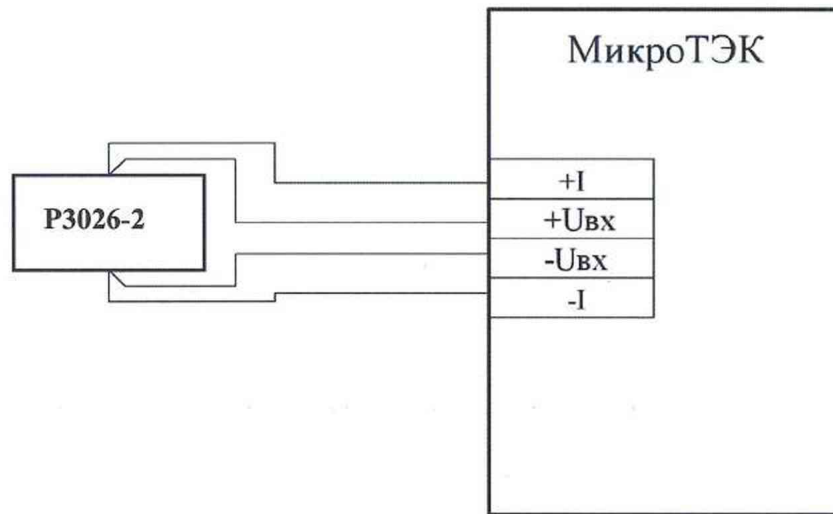 МикроТЭК
+I
Р3026-2
+Uвх
-Uвх
-I